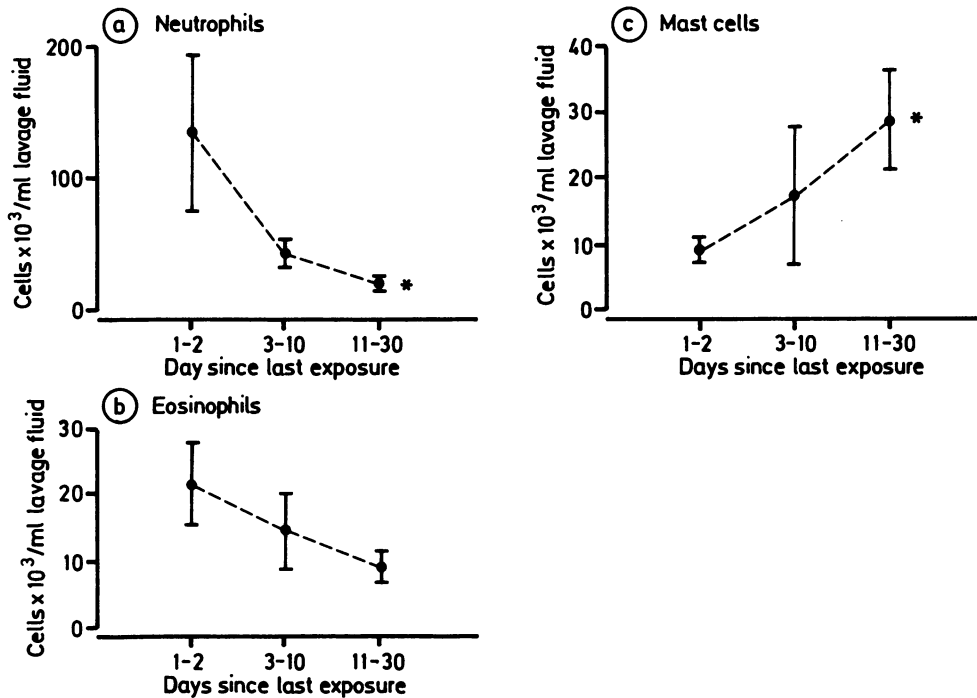 a Neutrophils
Cells x 10³/ml lavage fluid
200
100
0
1-2 3-10 11-30
Day since last exposure
*
b Eosinophils
Cells x 10³/ml lavage fluid
30
20
10
0
1-2 3-10 11-30
Days since last exposure
c Mast cells
Cells x 10³/ml lavage fluid
40
30
20
10
0
1-2 3-10 11-30
Days since last exposure
*